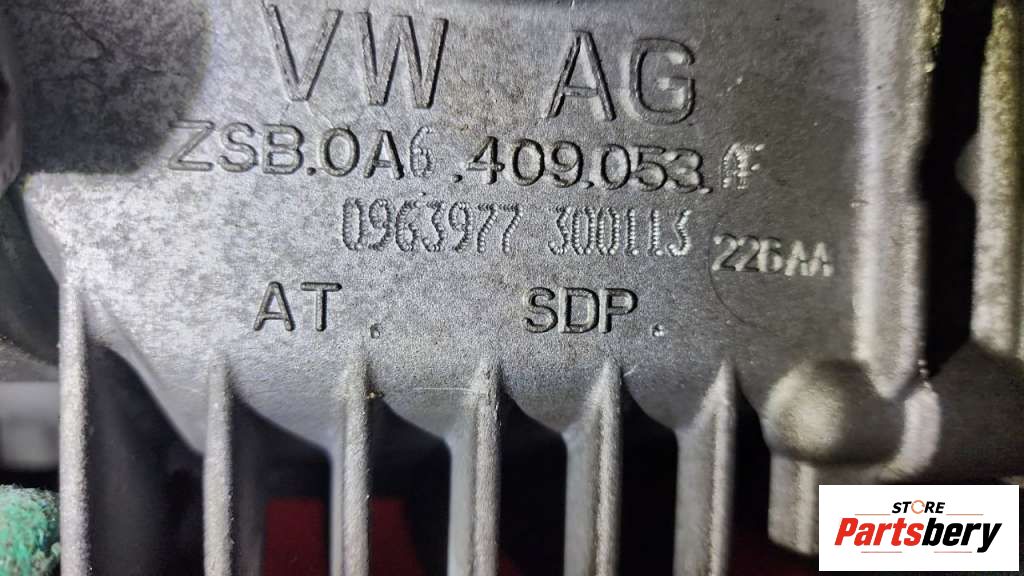 VW AG
ZSB.0A6.409.053.AF
0963977 300113 226AA
AT. SDP.
STORE
Partsbery